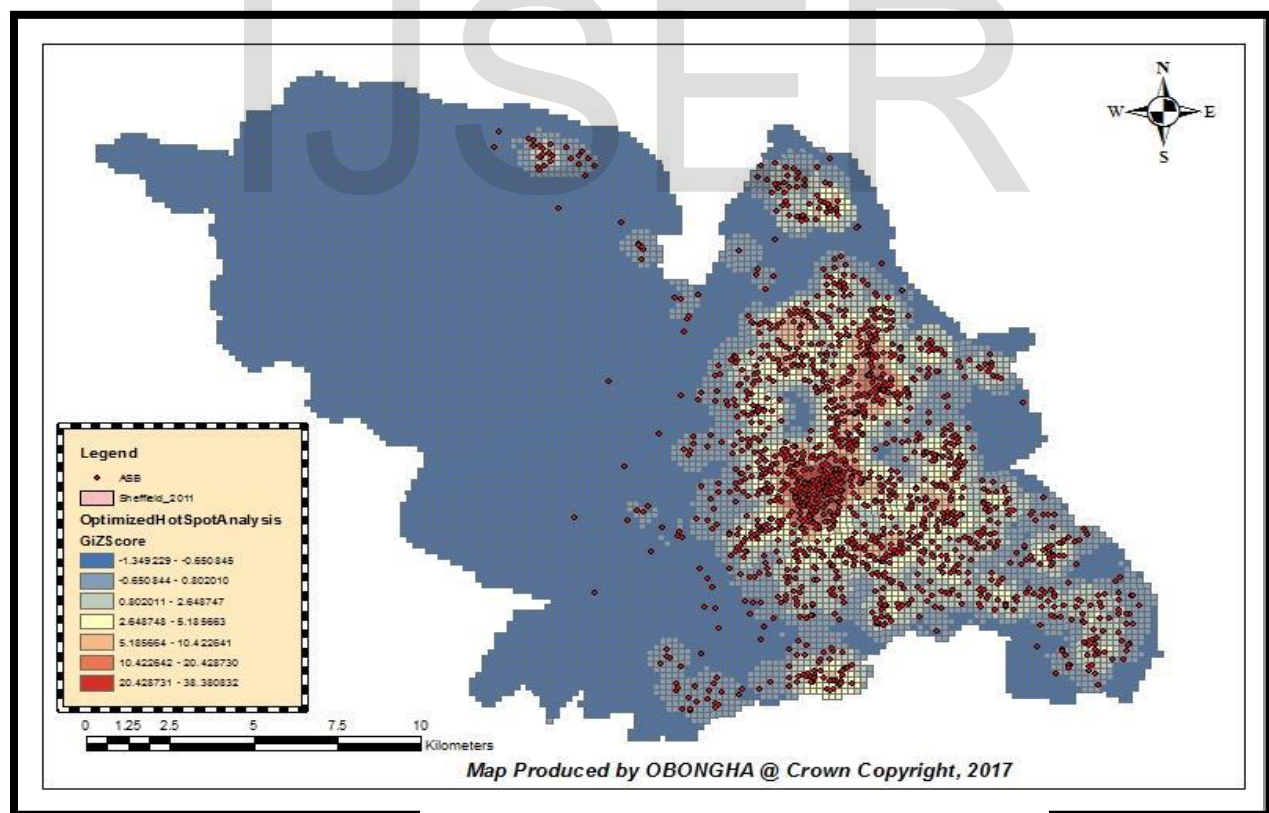 IJSER
N
W E
S
Legend
ASB
Sheffield_2011
OptimizedHotSpotAnalysis
GiZScore
-1.349229 - -0.650845
-0.650844 - 0.802010
0.802011 - 2.648747
2.648748 - 5.185663
5.185664 - 10.422641
10.422642 - 20.428730
20.428731 - 38.380832
0 1.25 2.5 5 7.5 10
Kilometers
Map Produced by OBONGHA @ Crown Copyright, 2017